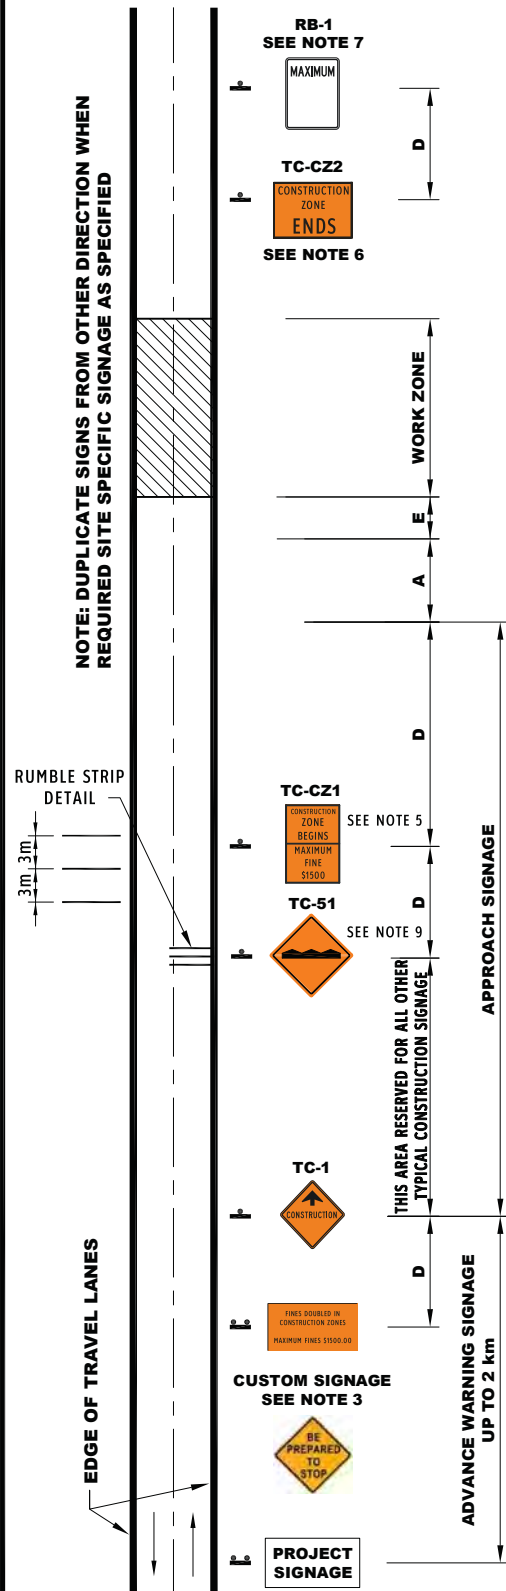 RB-1
SEE NOTE 7
MAXIMUM
D
TC-CZ2
CONSTRUCTION
ZONE
ENDS
SEE NOTE 6
NOTE: DUPLICATE SIGNS FROM OTHER DIRECTION WHEN
REQUIRED SITE SPECIFIC SIGNAGE AS SPECIFIED
WORK ZONE
E
A
D
RUMBLE STRIP
DETAIL
3m
3m
TC-CZ1
CONSTRUCTION
ZONE
BEGINS
MAXIMUM
FINE
$1500
SEE NOTE 5
D
TC-51
SEE NOTE 9
APPROACH SIGNAGE
THIS AREA RESERVED FOR ALL OTHER
TYPICAL CONSTRUCTION SIGNAGE
TC-1
CONSTRUCTION
D
FINES DOUBLED IN
CONSTRUCTION ZONES
MAXIMUM FINES $1500.00
ADVANCE WARNING SIGNAGE
UP TO 2 km
EDGE OF TRAVEL LANES
CUSTOM SIGNAGE
SEE NOTE 3
BE
PREPARED
TO
STOP
PROJECT
SIGNAGE